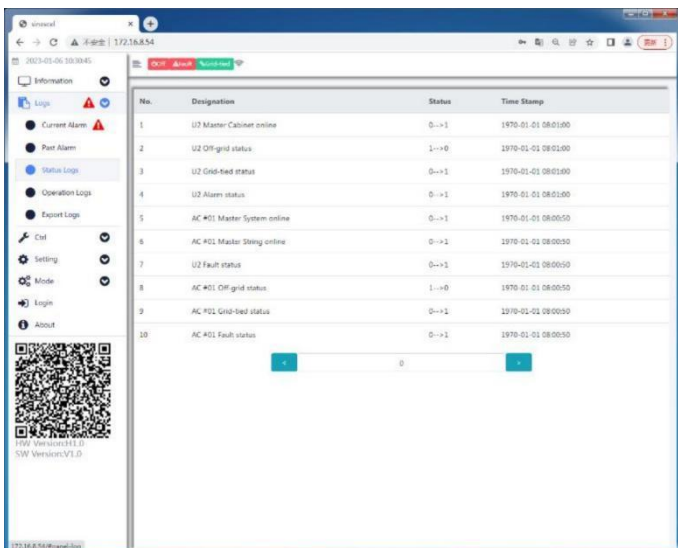 sinexcel
不安全 | 172.16.8.54
更新
2023-01-06 10:30:45
Off Fault Grid-tied
Information
Logs
Current Alarm
Past Alarm
Status Logs
Operation Logs
Export Logs
Ctrl
Setting
Mode
Login
About
HW Version:H1.0
SW Version:V1.0
No. Designation Status Time Stamp
1 U2 Master Cabinet online 0-->1 1970-01-01 08:01:00
2 U2 Off-grid status 1-->0 1970-01-01 08:01:00
3 U2 Grid-tied status 0-->1 1970-01-01 08:01:00
4 U2 Alarm status 0-->1 1970-01-01 08:01:00
5 AC #01 Master System online 0-->1 1970-01-01 08:00:50
6 AC #01 Master String online 0-->1 1970-01-01 08:00:50
7 U2 Fault status 0-->1 1970-01-01 08:00:50
8 AC #01 Off-grid status 1-->0 1970-01-01 08:00:50
9 AC #01 Grid-tied status 0-->1 1970-01-01 08:00:50
10 AC #01 Fault status 0-->1 1970-01-01 08:00:50
< 0 >